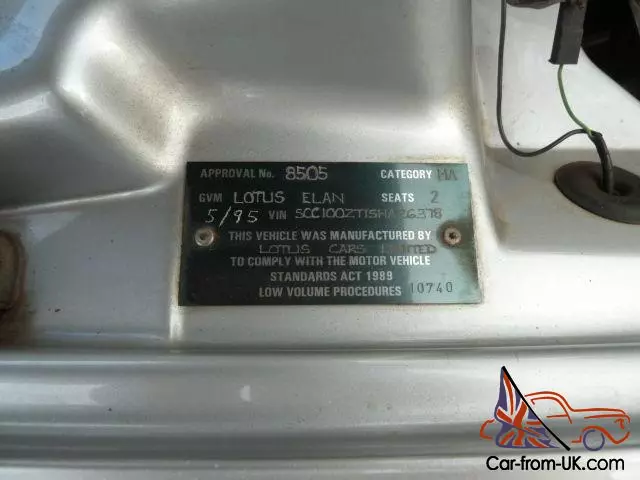 APPROVAL No. 8505 CATEGORY MA
GVM LOTUS ELAN SEATS 2
5/95 VIN SCC100ZT1SHA26378
THIS VEHICLE WAS MANUFACTURED BY
LOTUS CARS LIMITED
TO COMPLY WITH THE MOTOR VEHICLE
STANDARDS ACT 1989
LOW VOLUME PROCEDURES 10740
Car-from-UK.com